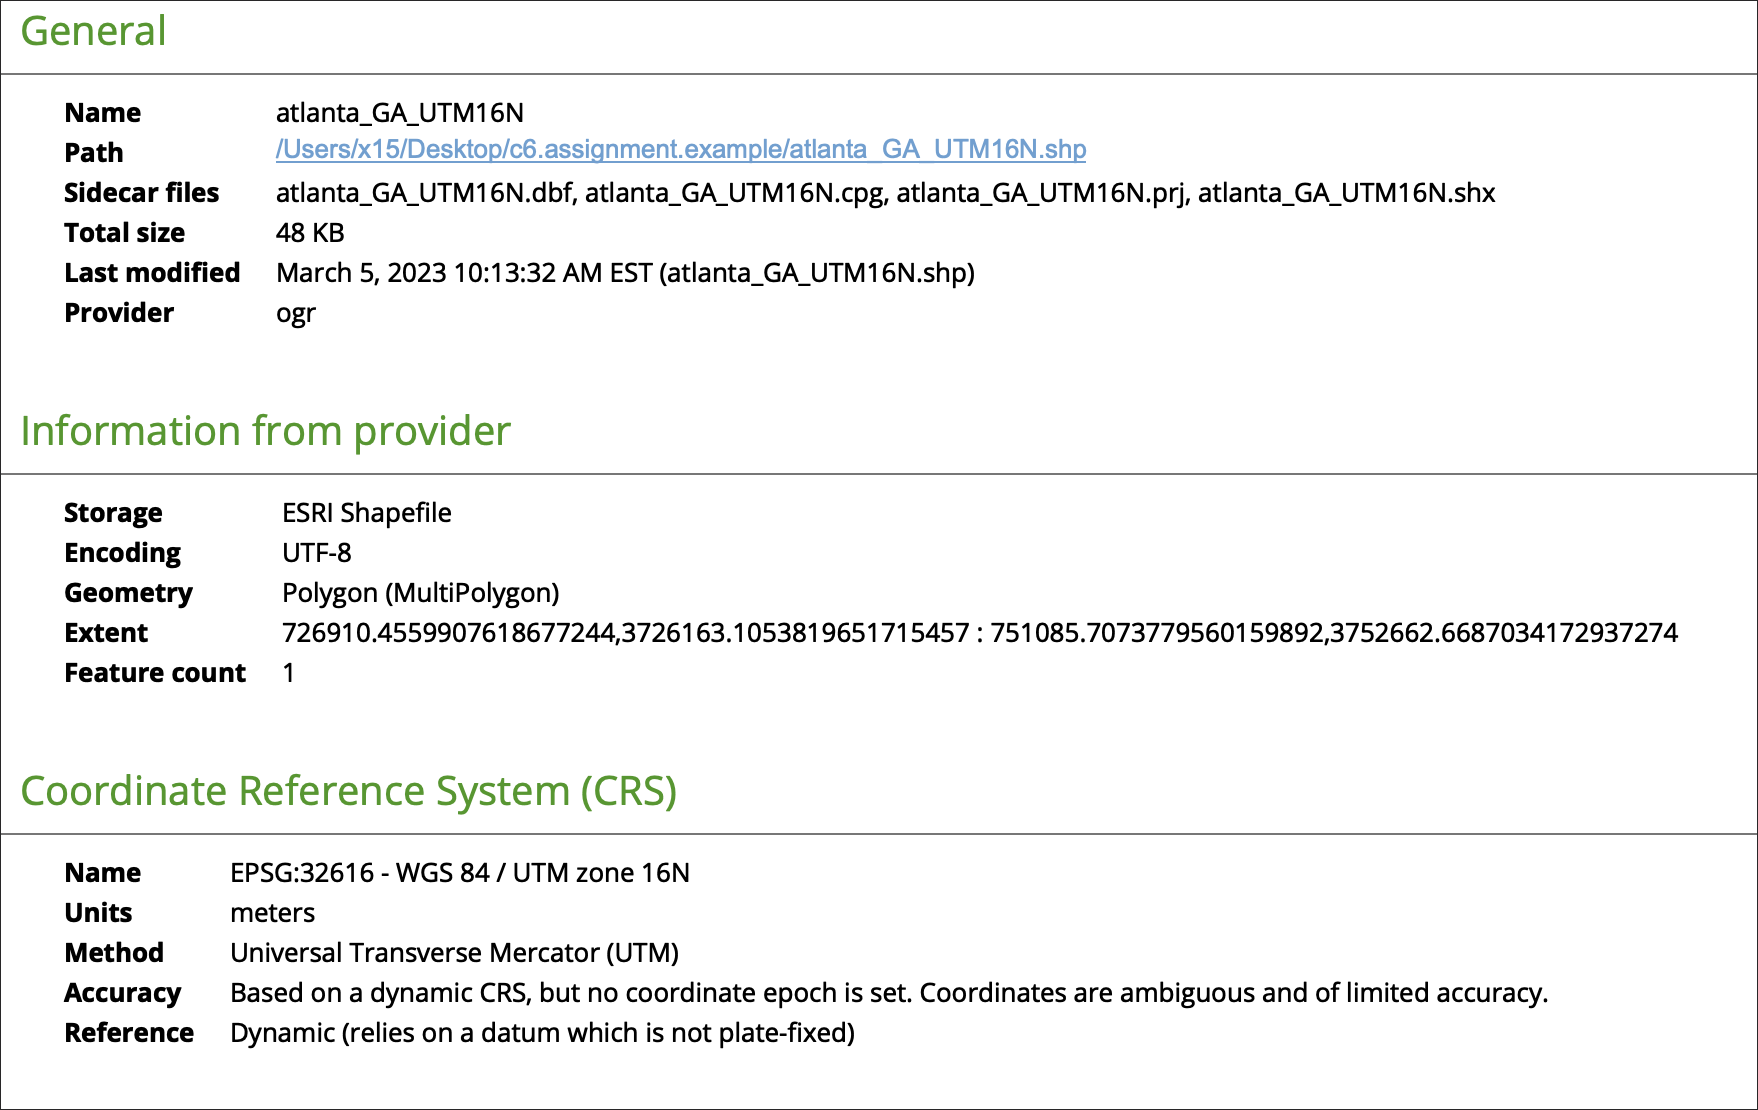 General
Name atlanta_GA_UTM16N
Path /Users/x15/Desktop/c6.assignment.example/atlanta_GA_UTM16N.shp
Sidecar files atlanta_GA_UTM16N.dbf, atlanta_GA_UTM16N.cpg, atlanta_GA_UTM16N.prj, atlanta_GA_UTM16N.shx
Total size 48 KB
Last modified March 5, 2023 10:13:32 AM EST (atlanta_GA_UTM16N.shp)
Provider ogr
Information from provider
Storage ESRI Shapefile
Encoding UTF-8
Geometry Polygon (MultiPolygon)
Extent 726910.4559907618677244,3726163.1053819651715457 : 751085.7073779560159892,3752662.6687034172937274
Feature count 1
Coordinate Reference System (CRS)
Name EPSG:32616 - WGS 84 / UTM zone 16N
Units meters
Method Universal Transverse Mercator (UTM)
Accuracy Based on a dynamic CRS, but no coordinate epoch is set. Coordinates are ambiguous and of limited accuracy.
Reference Dynamic (relies on a datum which is not plate-fixed)